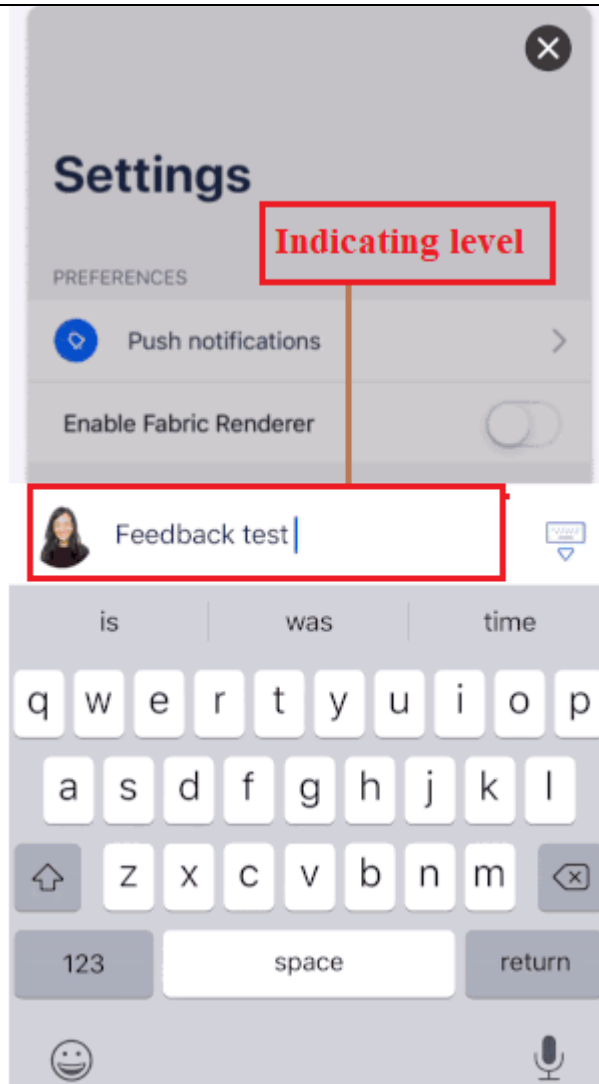 Settings
Indicating level
PREFERENCES
Push notifications
Enable Fabric Renderer
Feedback test
is was time
q w e r t y u i o p
a s d f g h j k l
z x c v b n m
123 space return